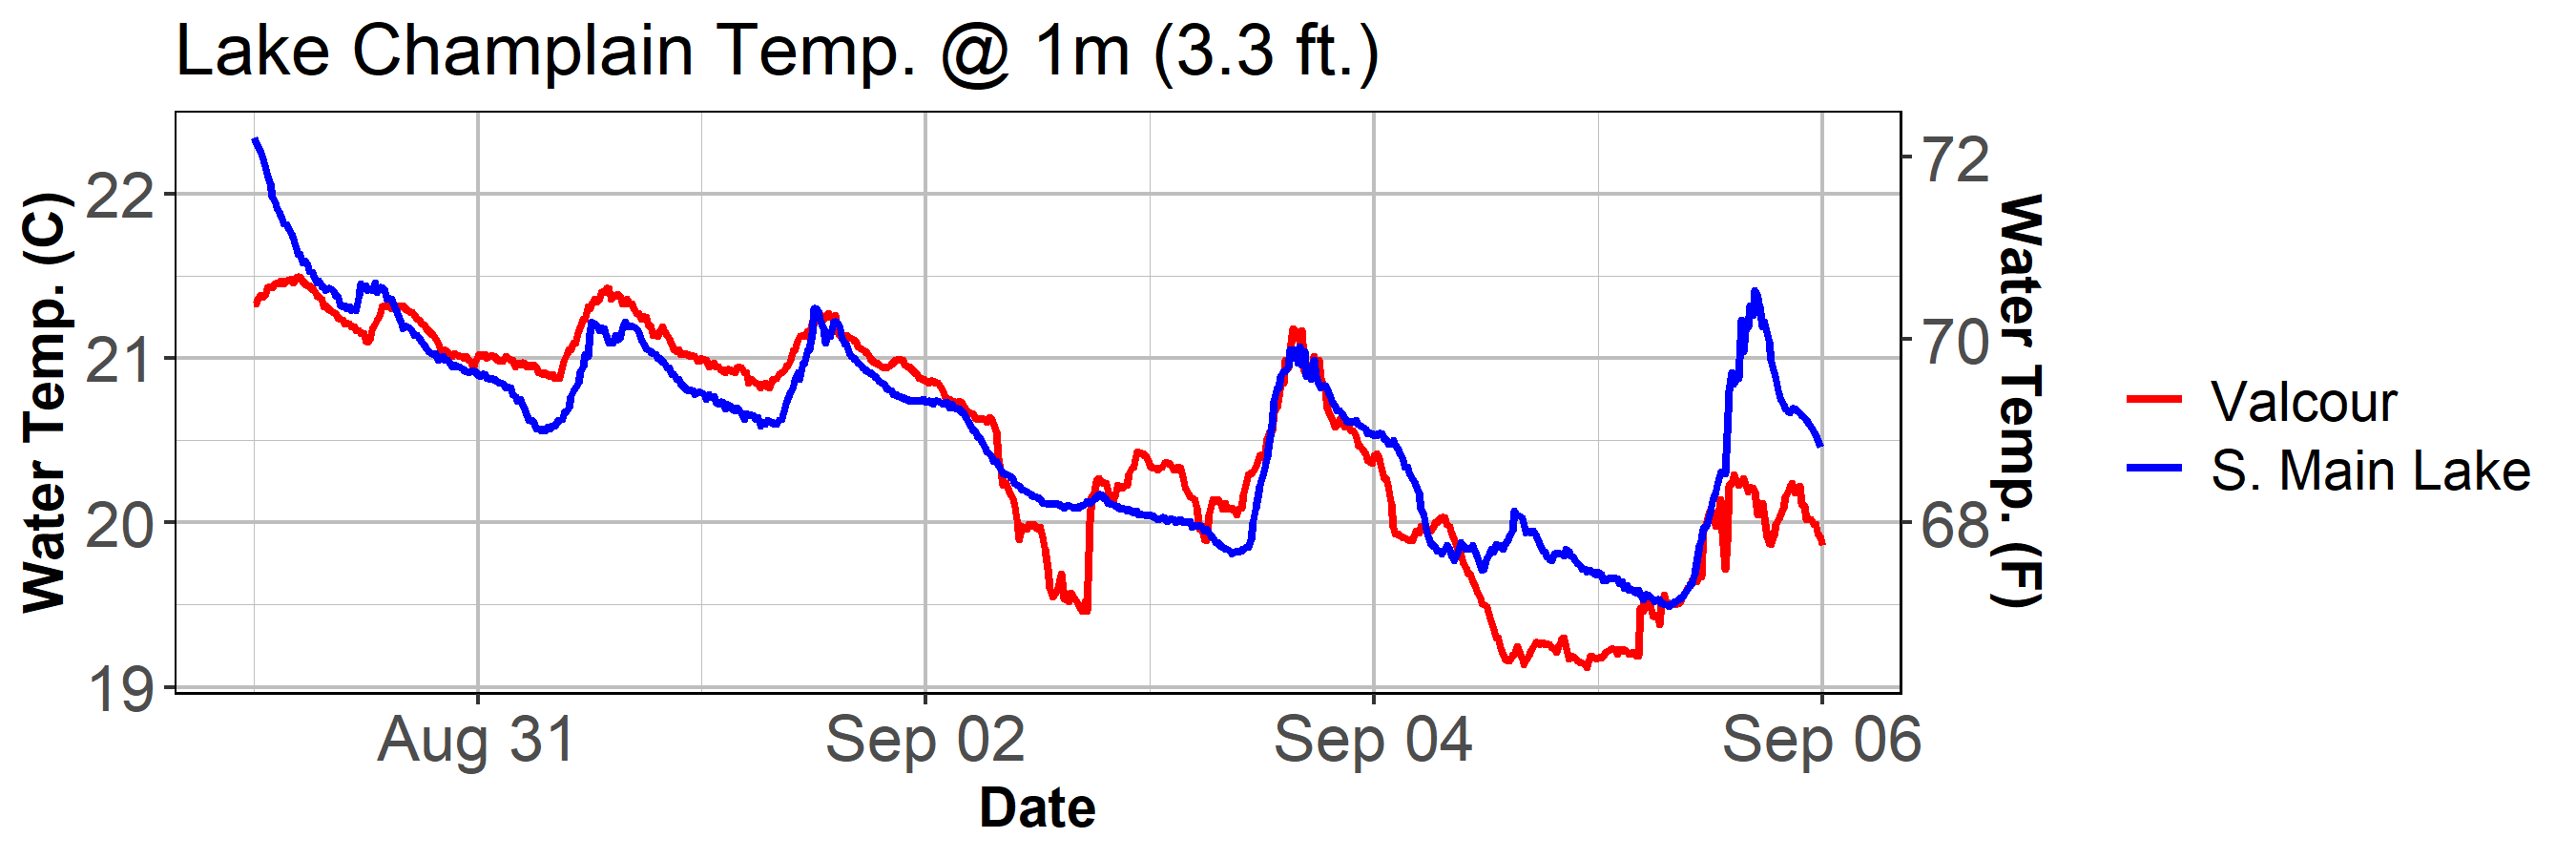 Lake Champlain Temp. @ 1m (3.3 ft.)
Water Temp. (C)
22
21
20
19
72
70
68
Water Temp. (F)
Aug 31
Sep 02
Sep 04
Sep 06
Date
Valcour
S. Main Lake